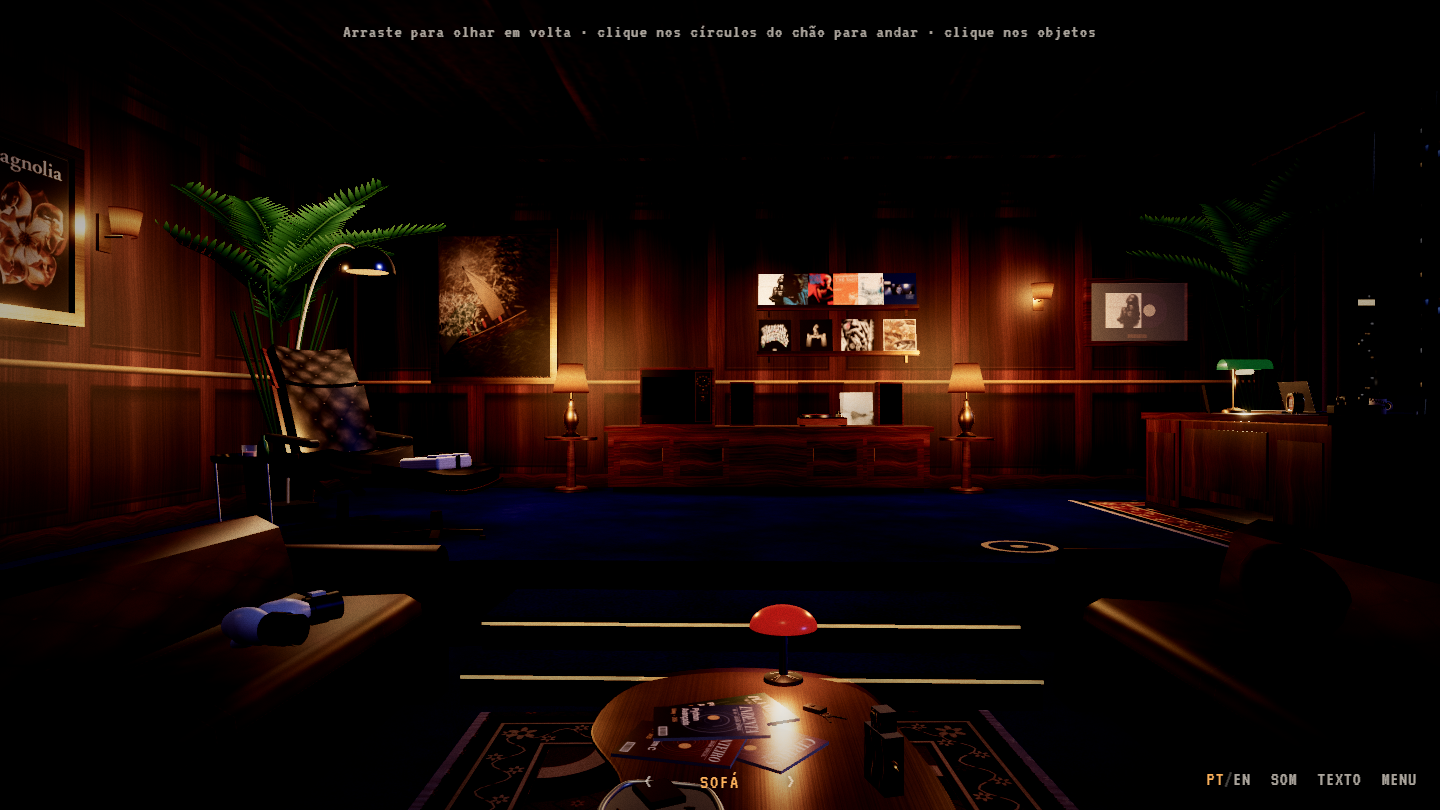 Arraste para olhar em volta · clique nos círculos do chão para andar · clique nos objetos
agnolia
‹ SOFÁ ›
PT/EN SOM TEXTO MENU